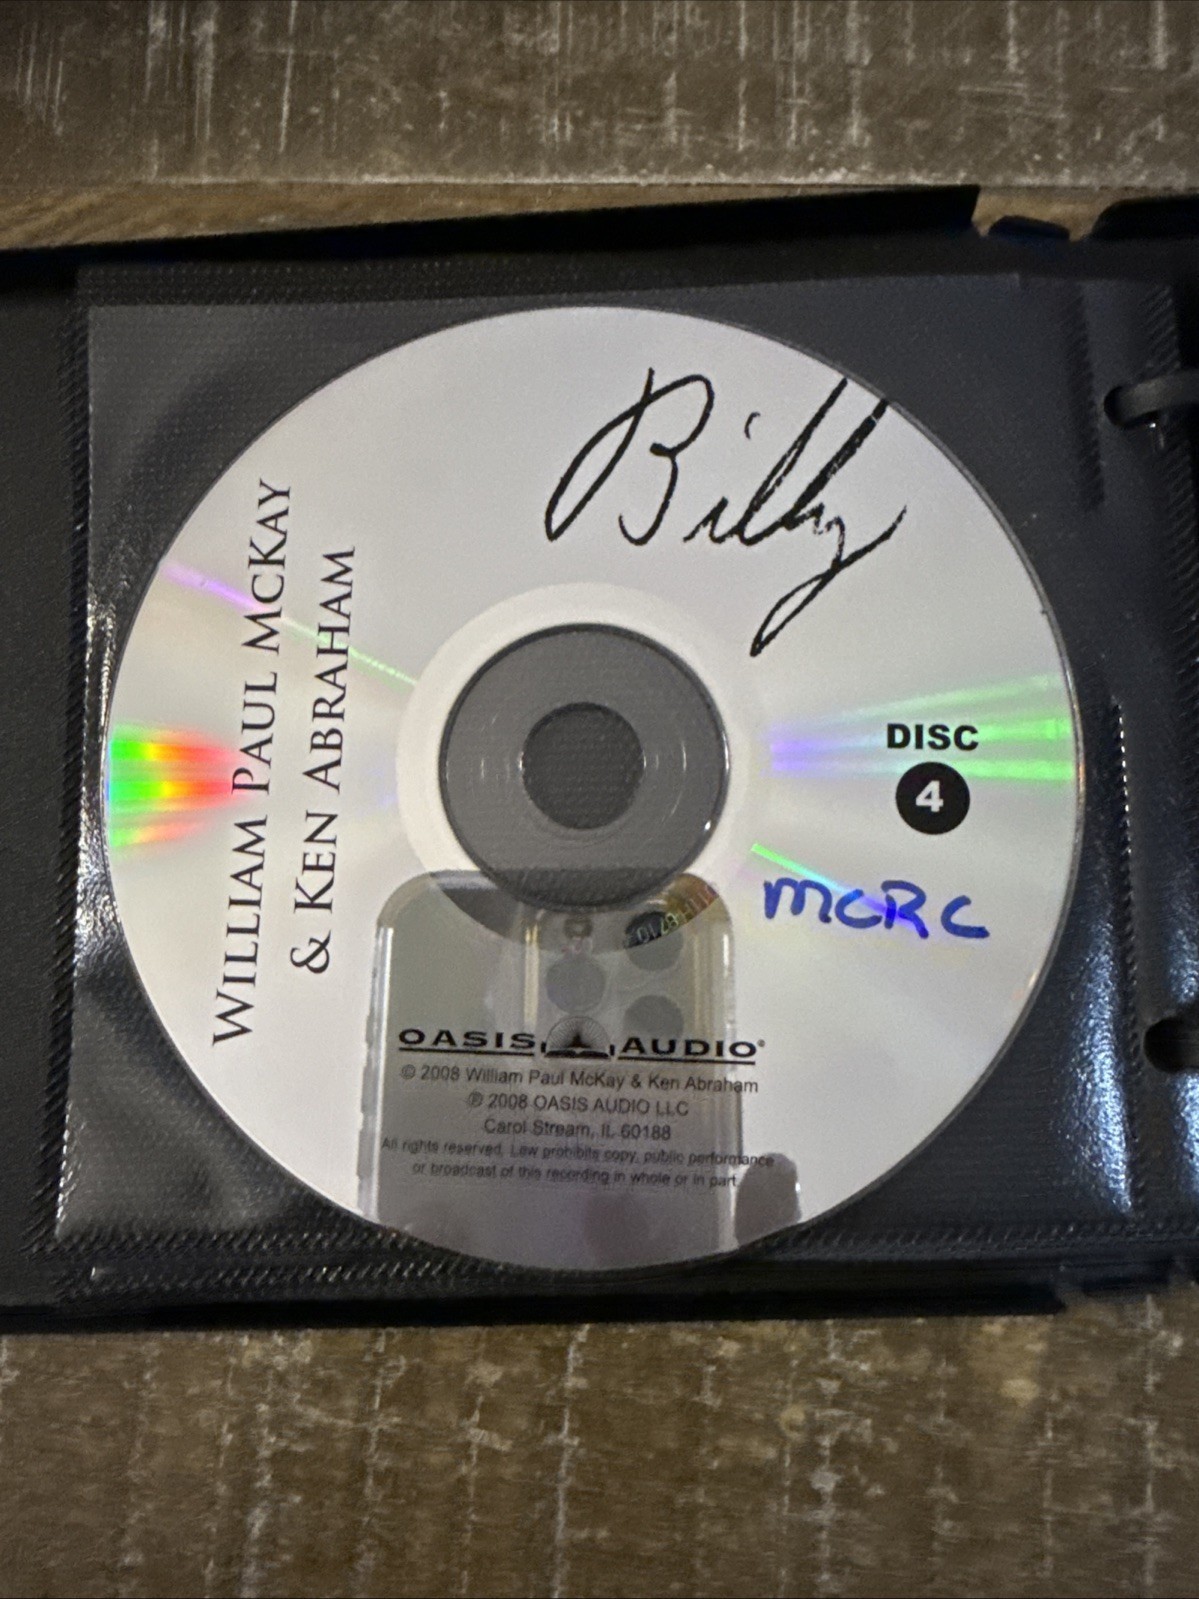 Billy
WILLIAM PAUL MCKAY
& KEN ABRAHAM
DISC
4
MCRC
OASIS AUDIO®
© 2008 William Paul McKay & Ken Abraham
℗ 2008 OASIS AUDIO LLC
Carol Stream, IL 60188
All rights reserved. Law prohibits copy, public performance
or broadcast of this recording in whole or in part.